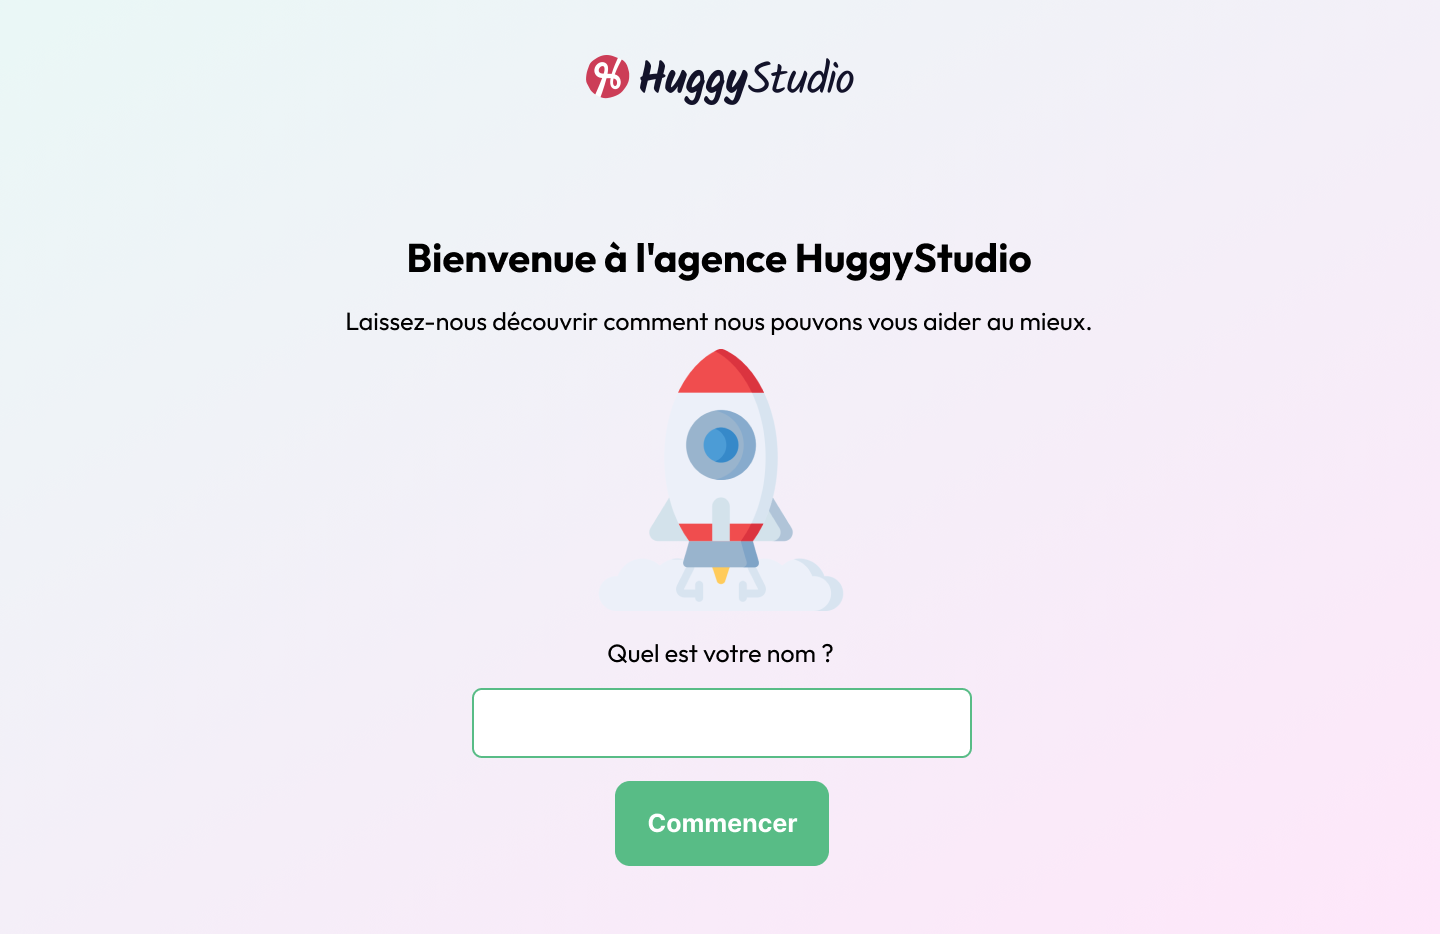 HuggyStudio
Bienvenue à l'agence HuggyStudio
Laissez-nous découvrir comment nous pouvons vous aider au mieux.
Quel est votre nom ?
Commencer